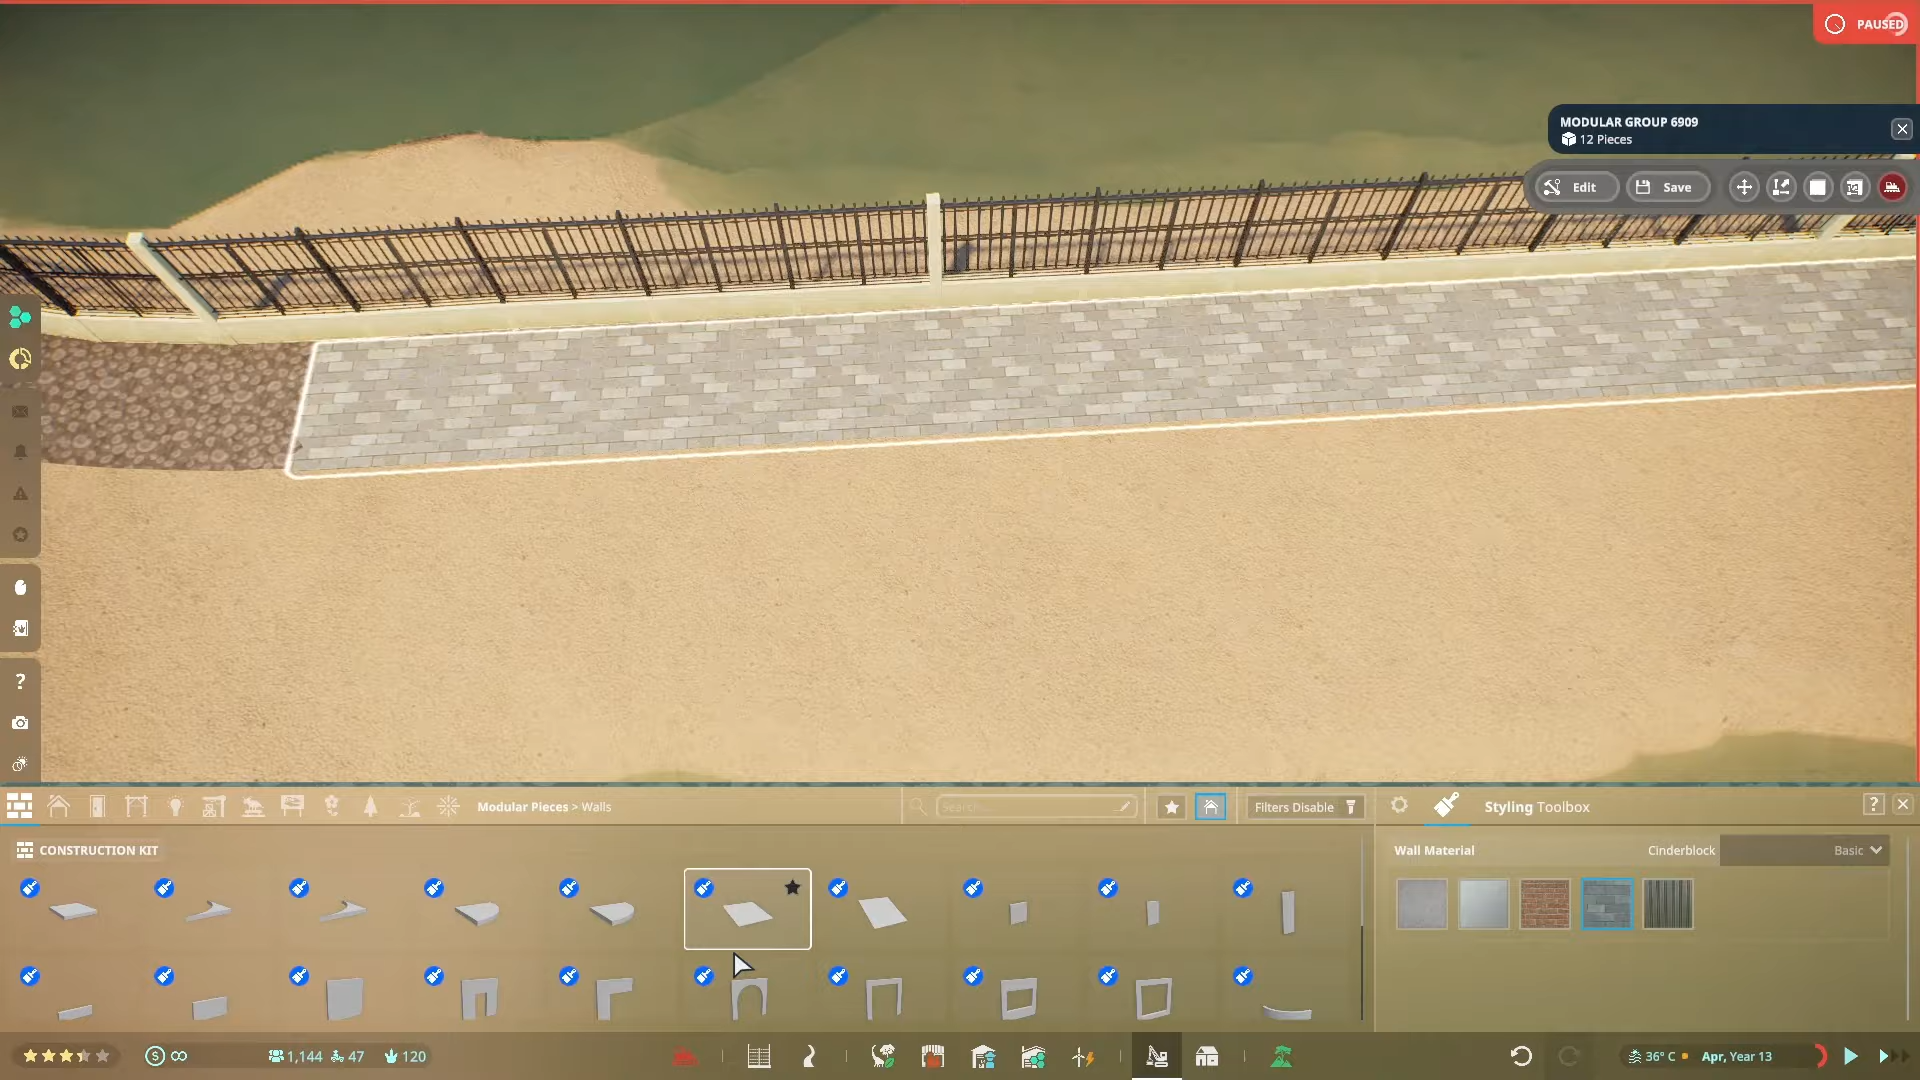 PAUSED
MODULAR GROUP 6909
12 Pieces
Edit
Save
Modular Pieces > Walls
Search...
Filters Disable
Styling Toolbox
CONSTRUCTION KIT
Wall Material
Cinderblock
Basic
1,144
47
120
36° C
Apr, Year 13